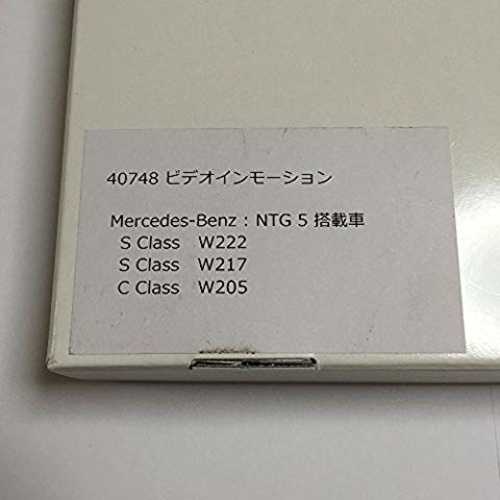 40748 ビデオインモーション
Mercedes-Benz : NTG 5 搭載車
S Class W222
S Class W217
C Class W205